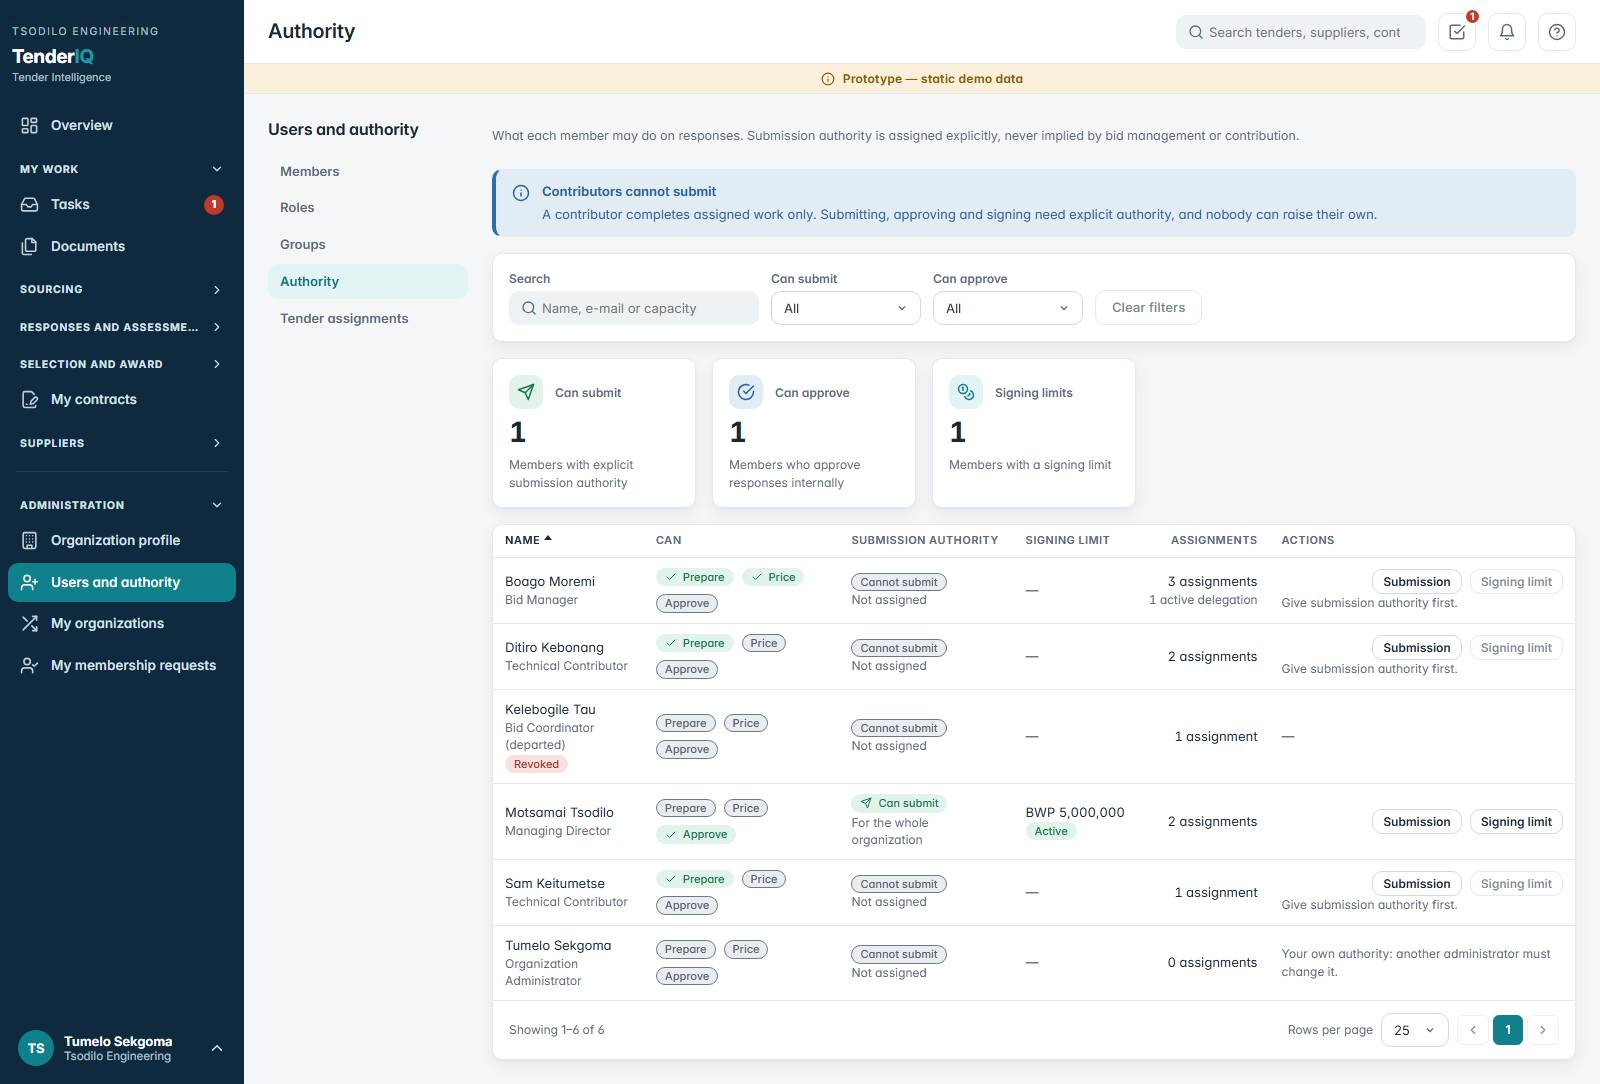 TSODILO ENGINEERING
TenderIQ
Tender Intelligence
Overview
MY WORK
Tasks 1
Documents
SOURCING
RESPONSES AND ASSESSME...
SELECTION AND AWARD
My contracts
SUPPLIERS
ADMINISTRATION
Organization profile
Users and authority
My organizations
My membership requests
TS
Tumelo Sekgoma
Tsodilo Engineering
Authority
Search tenders, suppliers, cont
1
Prototype — static demo data
Users and authority
Members
Roles
Groups
Authority
Tender assignments
What each member may do on responses. Submission authority is assigned explicitly, never implied by bid management or contribution.
Contributors cannot submit
A contributor completes assigned work only. Submitting, approving and signing need explicit authority, and nobody can raise their own.
Search Can submit Can approve
Name, e-mail or capacity All All Clear filters
Can submit
1
Members with explicit
submission authority
Can approve
1
Members who approve
responses internally
Signing limits
1
Members with a signing limit
NAME CAN SUBMISSION AUTHORITY SIGNING LIMIT ASSIGNMENTS ACTIONS
Boago Moremi
Bid Manager
Prepare Price
Approve
Cannot submit
Not assigned
—
3 assignments
1 active delegation
Submission Signing limit
Give submission authority first.
Ditiro Kebonang
Technical Contributor
Prepare Price
Approve
Cannot submit
Not assigned
—
2 assignments
Submission Signing limit
Give submission authority first.
Kelebogile Tau
Bid Coordinator
(departed)
Revoked
Prepare Price
Approve
Cannot submit
Not assigned
—
1 assignment
—
Motsamai Tsodilo
Managing Director
Prepare Price
Approve
Can submit
For the whole
organization
BWP 5,000,000
Active
2 assignments
Submission Signing limit
Sam Keitumetse
Technical Contributor
Prepare Price
Approve
Cannot submit
Not assigned
—
1 assignment
Submission Signing limit
Give submission authority first.
Tumelo Sekgoma
Organization
Administrator
Prepare Price
Approve
Cannot submit
Not assigned
—
0 assignments
Your own authority: another administrator must
change it.
Showing 1–6 of 6
Rows per page 25 1